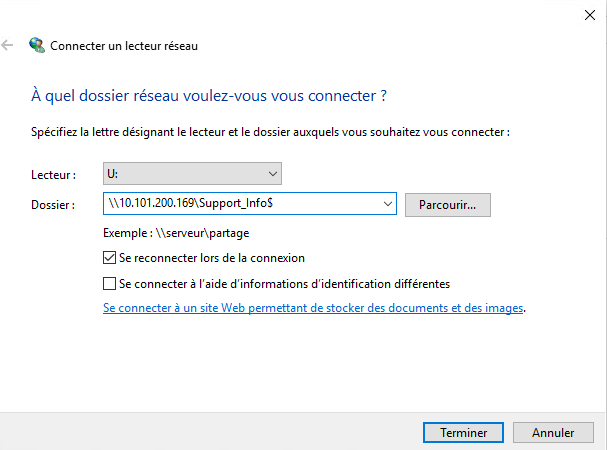 Connecter un lecteur réseau
À quel dossier réseau voulez-vous vous connecter ?
Spécifiez la lettre désignant le lecteur et le dossier auxquels vous souhaitez vous connecter :
Lecteur : U:
Dossier : \\10.101.200.169\Support_Info$ Parcourir...
Exemple : \\serveur\partage
Se reconnecter lors de la connexion
Se connecter à l’aide d’informations d’identification différentes
Se connecter à un site Web permettant de stocker des documents et des images.
Terminer Annuler